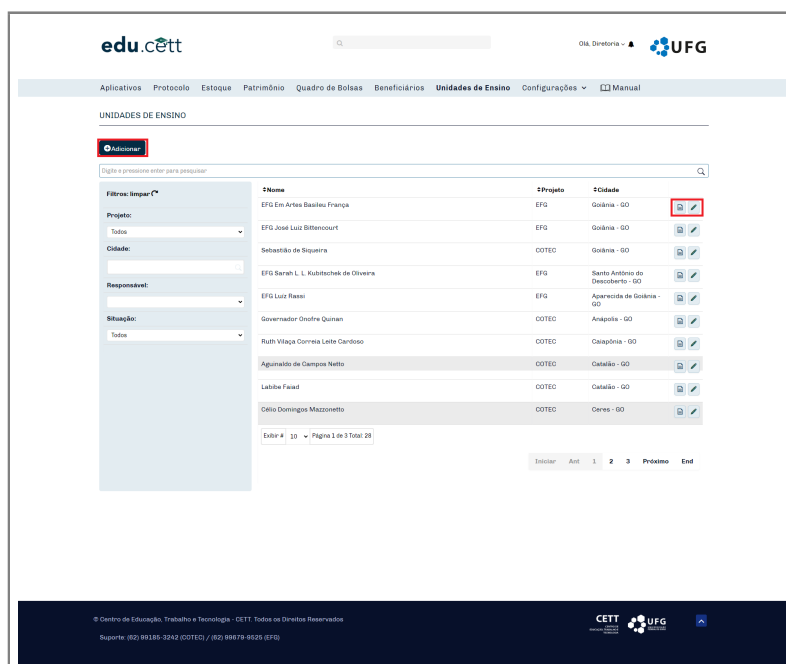 edu.cett
Olá, Diretoria
UFG
Aplicativos Protocolo Estoque Patrimônio Quadro de Bolsas Beneficiários Unidades de Ensino Configurações Manual
UNIDADES DE ENSINO
Adicionar
Digite e pressione enter para pesquisar
Filtros: limpar
Projeto:
Todos
Cidade:
Responsável:
Situação:
Todos
Nome Projeto Cidade
EFG Em Artes Basileu França EFG Goiânia - GO
EFG José Luiz Bittencourt EFG Goiânia - GO
Sebastião de Siqueira COTEC Goiânia - GO
EFG Sarah L. L. Kubitschek de Oliveira EFG Santo Antônio do
Descoberto - GO
EFG Luiz Rassi EFG Aparecida de Goiânia -
GO
Governador Onofre Quinan COTEC Anápolis - GO
Ruth Vilaça Correia Leite Cardoso COTEC Caiapônia - GO
Aguinaldo de Campos Netto COTEC Catalão - GO
Labibe Faiad COTEC Catalão - GO
Célio Domingos Mazzonetto COTEC Ceres - GO
Exibir # 10 Página 1 de 3 Total: 28
Iniciar Ant 1 2 3 Próximo End
© Centro de Educação, Trabalho e Tecnologia - CETT. Todos os Direitos Reservados
Suporte: (62) 99185-3242 (COTEC) / (62) 99679-9525 (EFG)
CETT
UFG